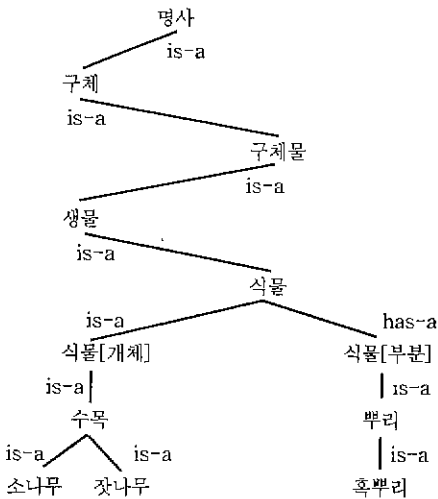 명사
is-a
구체
is-a
구체물
is-a
생물
is-a
식물
is-a has-a
식물[개체] 식물[부분]
is-a is-a
수목 뿌리
is-a is-a is-a
소나무 잣나무 혹뿌리